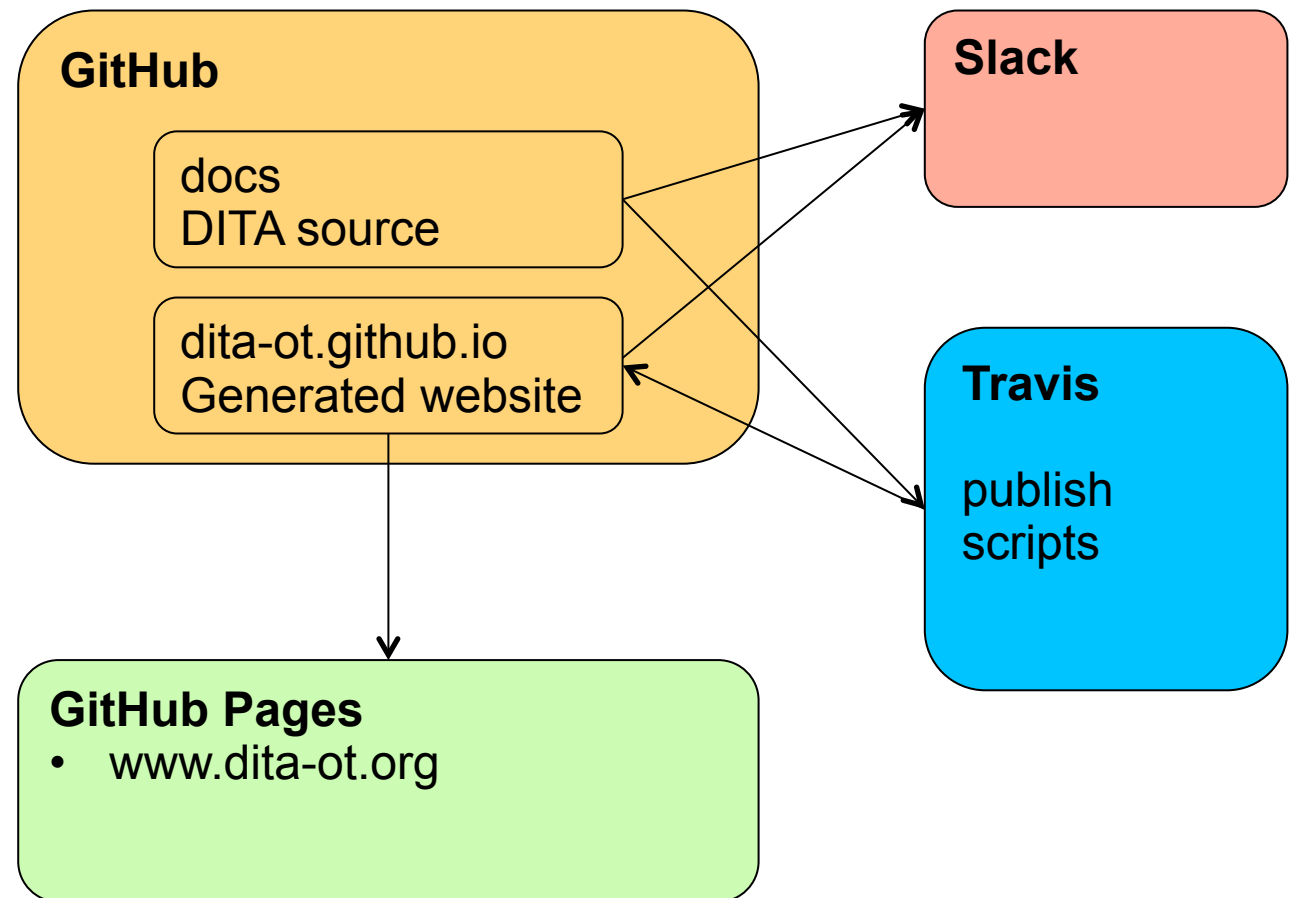 GitHub
docs
DITA source
dita-ot.github.io
Generated website
Slack
Travis
publish
scripts
GitHub Pages
• www.dita-ot.org